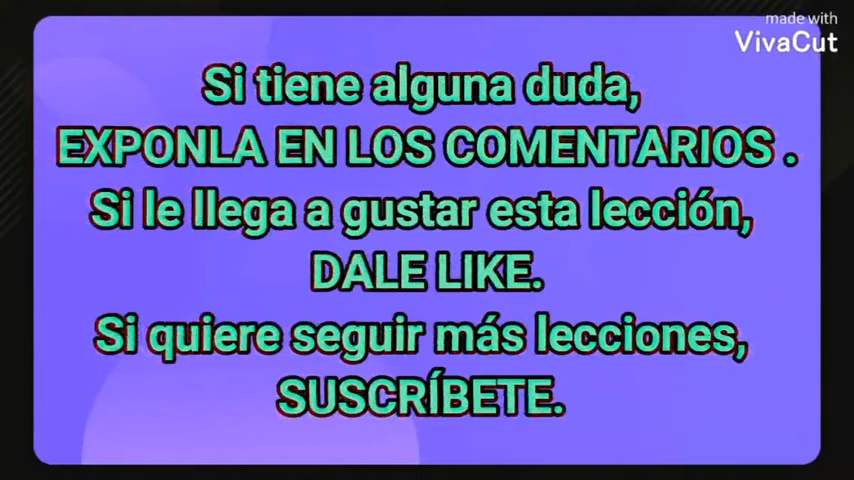 made with
VivaCut
Si tiene alguna duda,
EXPONLA EN LOS COMENTARIOS .
Si le llega a gustar esta lección,
DALE LIKE.
Si quiere seguir más lecciones,
SUSCRÍBETE.